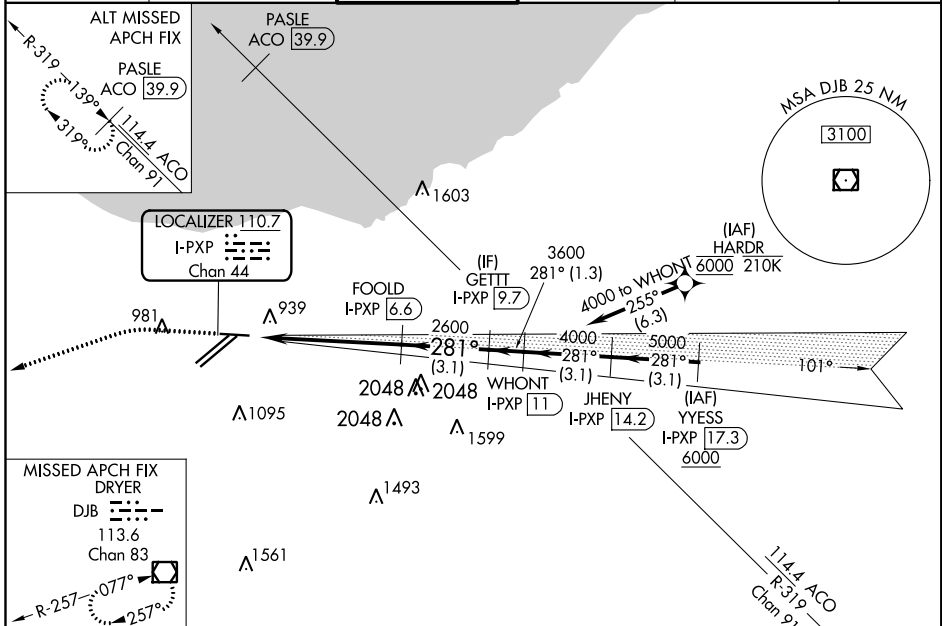 ALT MISSED
APCH FIX
PASLE
ACO 39.9
R-319
139°
319°
114.4 ACO
Chan 91
PASLE
ACO 39.9
MSA DJB 25 NM
3100
1603
LOCALIZER 110.7
I-PXP
Chan 44
(IAF)
HARDR
6000 210K
4000 to WHONT
255°
(6.3)
(IF)
GETTT
I-PXP 9.7
3600
281° (1.3)
FOOLD
I-PXP 6.6
981
939
2600
281°
(3.1)
4000
281°
(3.1)
5000
281°
(3.1)
101°
WHONT
I-PXP 11
JHENY
I-PXP 14.2
(IAF)
YYESS
I-PXP 17.3
6000
2048
2048
2048
1095
1599
1493
1561
MISSED APCH FIX
DRYER
DJB
113.6
Chan 83
R-257
077°
257°
114.4 ACO
R-319
Chan 91